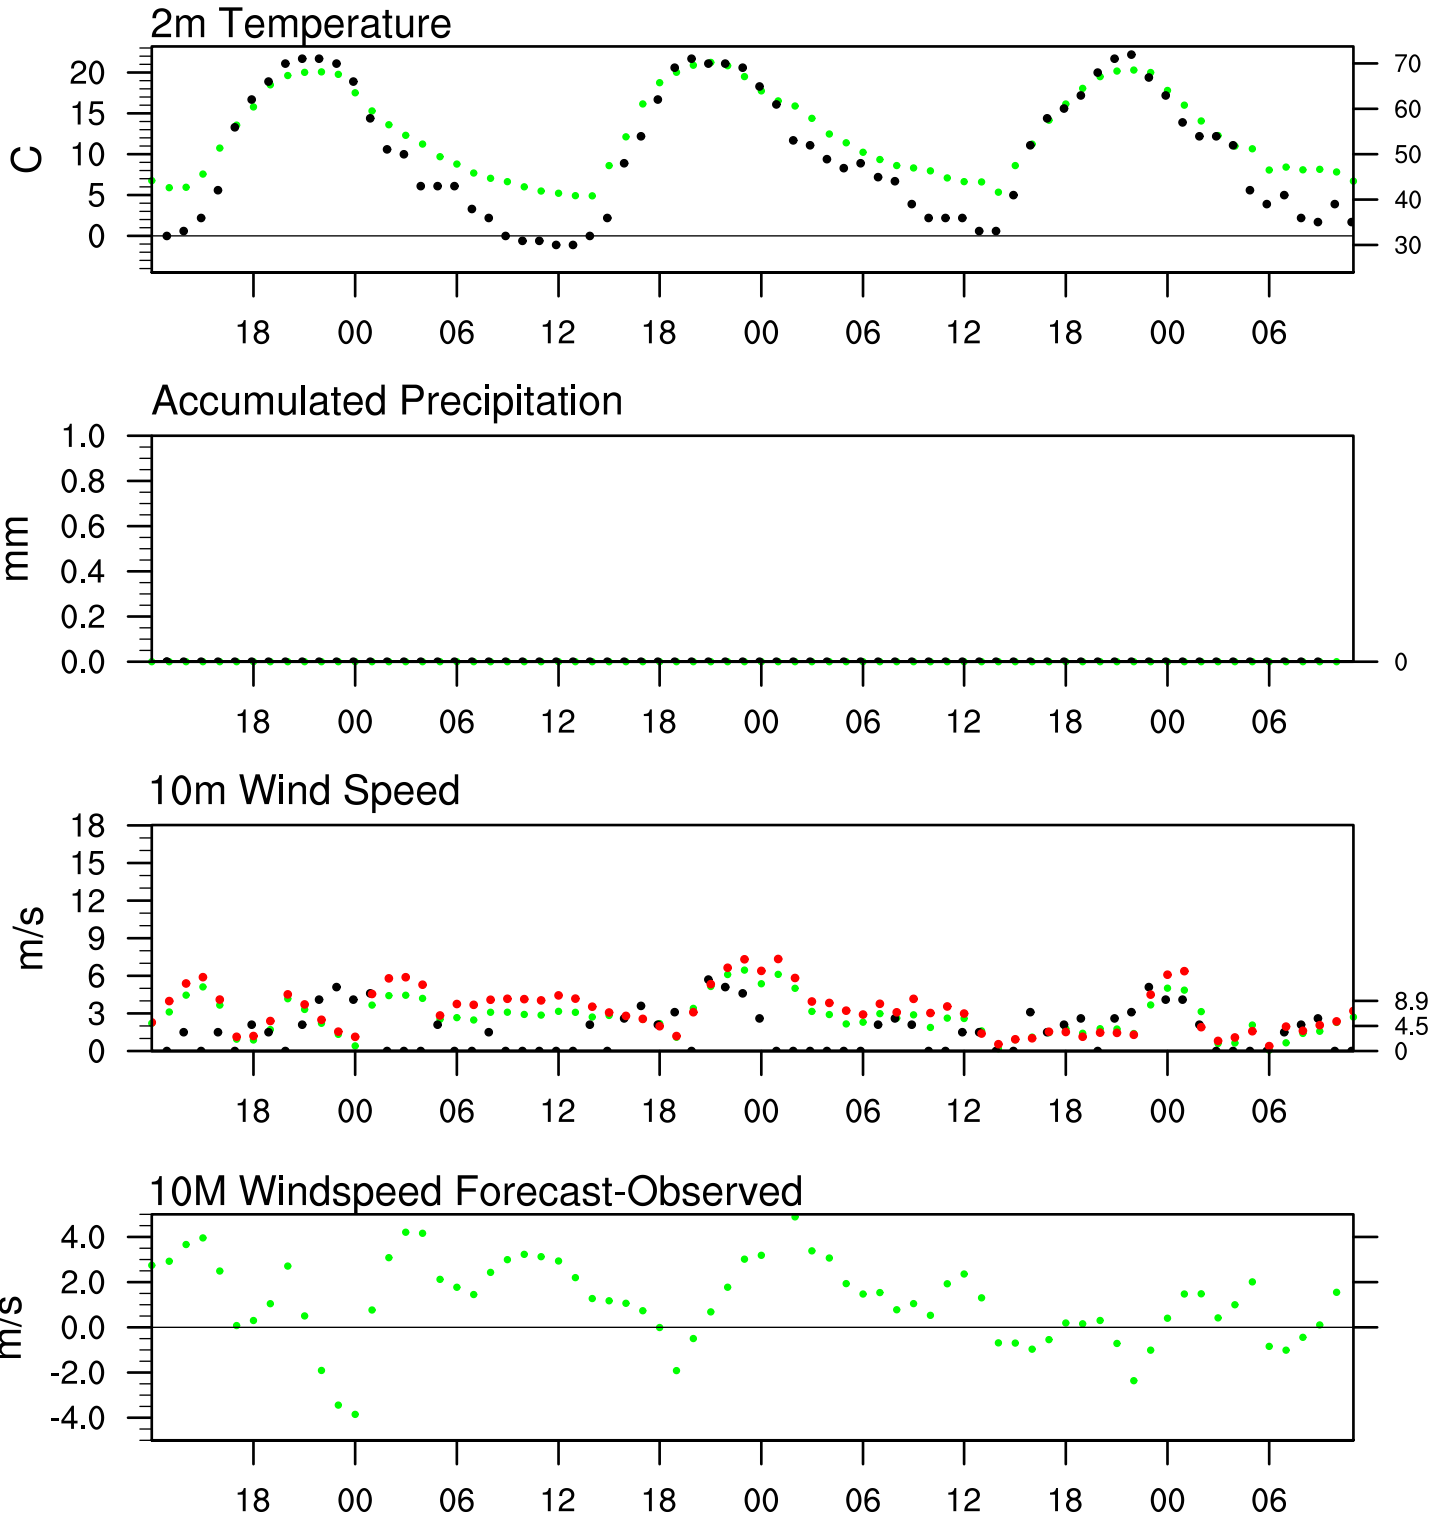 2m Temperature
20
15
10
5
0
C
70
60
50
40
30
18 00 06 12 18 00 06 12 18 00 06
Accumulated Precipitation
1.0
0.8
0.6
0.4
0.2
0.0
mm
0
18 00 06 12 18 00 06 12 18 00 06
10m Wind Speed
18
15
12
9
6
3
0
m/s
8.9
4.5
0
18 00 06 12 18 00 06 12 18 00 06
10M Windspeed Forecast-Observed
4.0
2.0
0.0
-2.0
-4.0
m/s
18 00 06 12 18 00 06 12 18 00 06